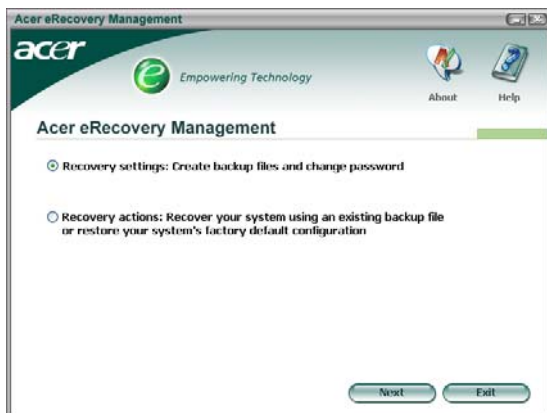 Acer eRecovery Management
acer
Empowering Technology
About
Help
Acer eRecovery Management
Recovery settings: Create backup files and change password
Recovery actions: Recover your system using an existing backup file
or restore your system's factory default configuration
Next
Exit